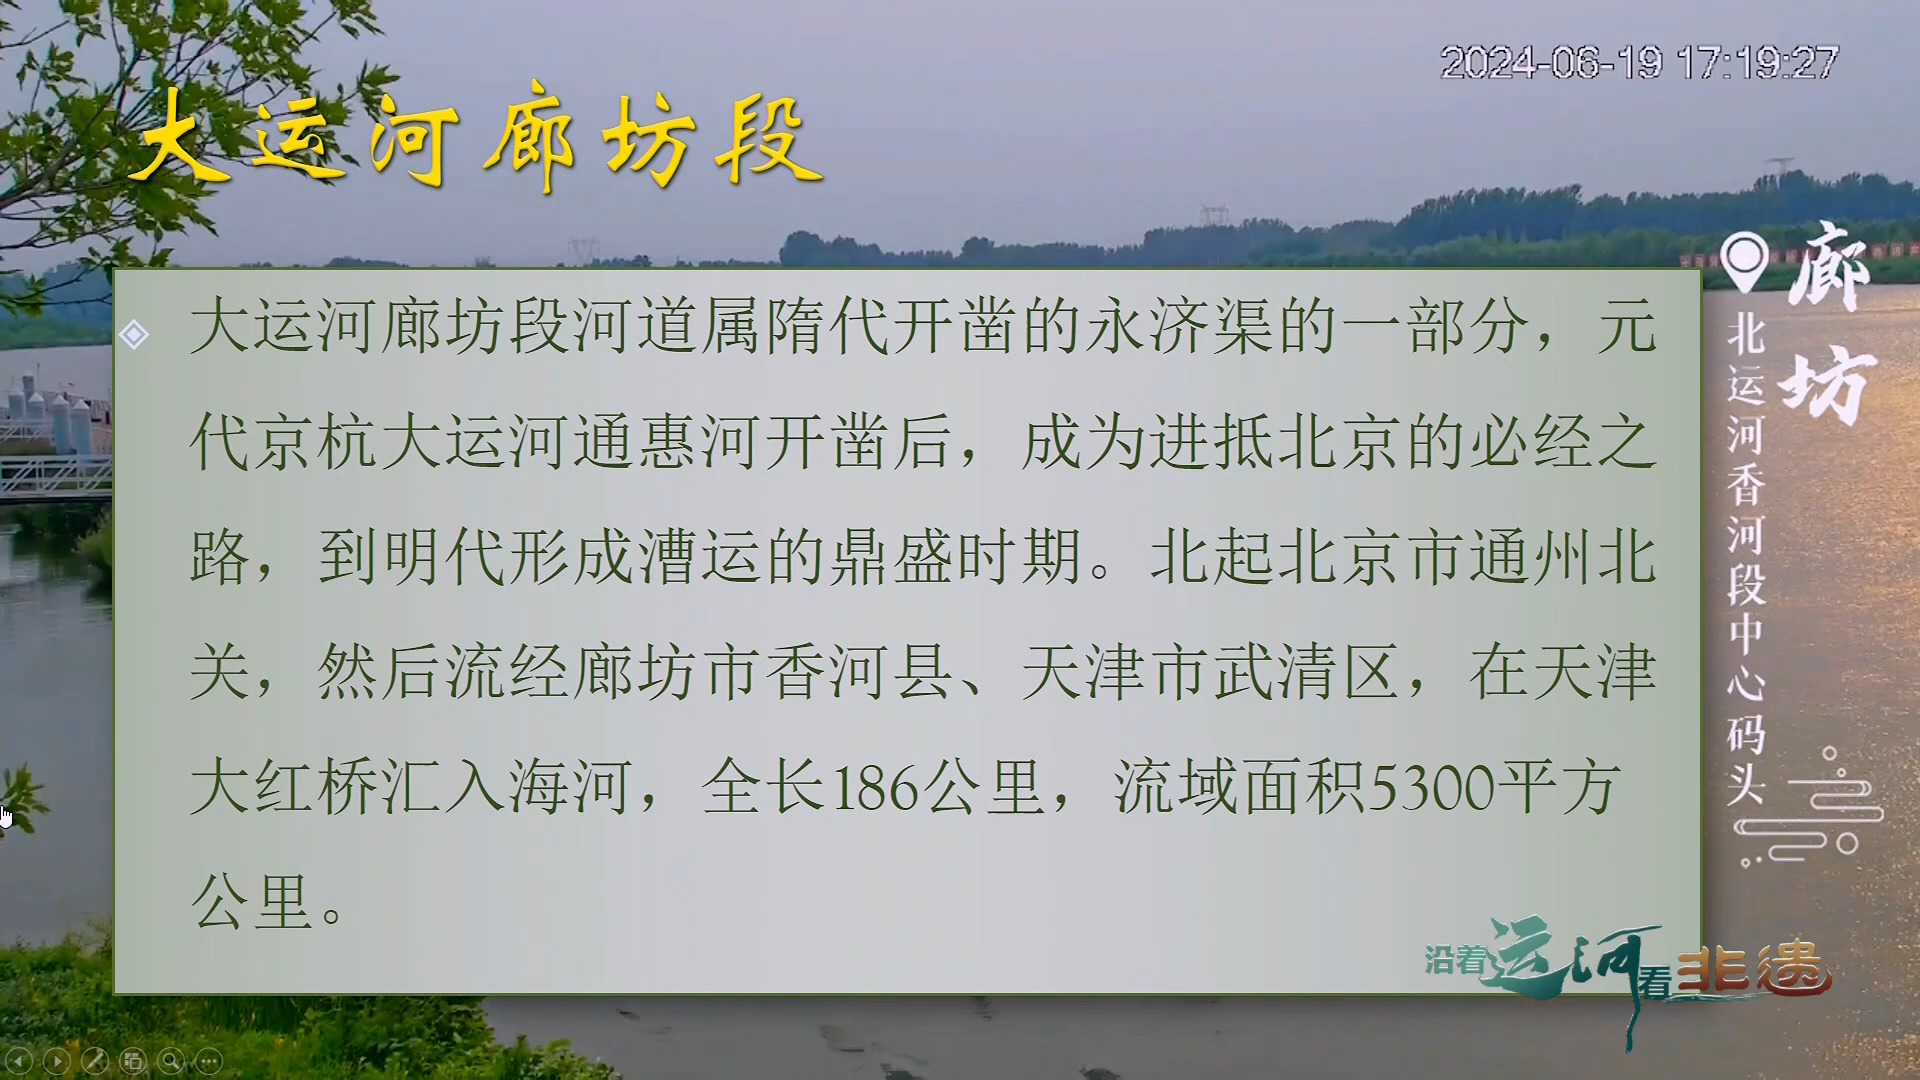 2024-06-19 17:19:27
大运河廊坊段
大运河廊坊段河道属隋代开凿的永济渠的一部分，元
代京杭大运河通惠河开凿后，成为进抵北京的必经之
路，到明代形成漕运的鼎盛时期。北起北京市通州北
关，然后流经廊坊市香河县、天津市武清区，在天津
大红桥汇入海河，全长186公里，流域面积5300平方
公里。
廊坊
北运河香河段中心码头
沿着运河看非遗